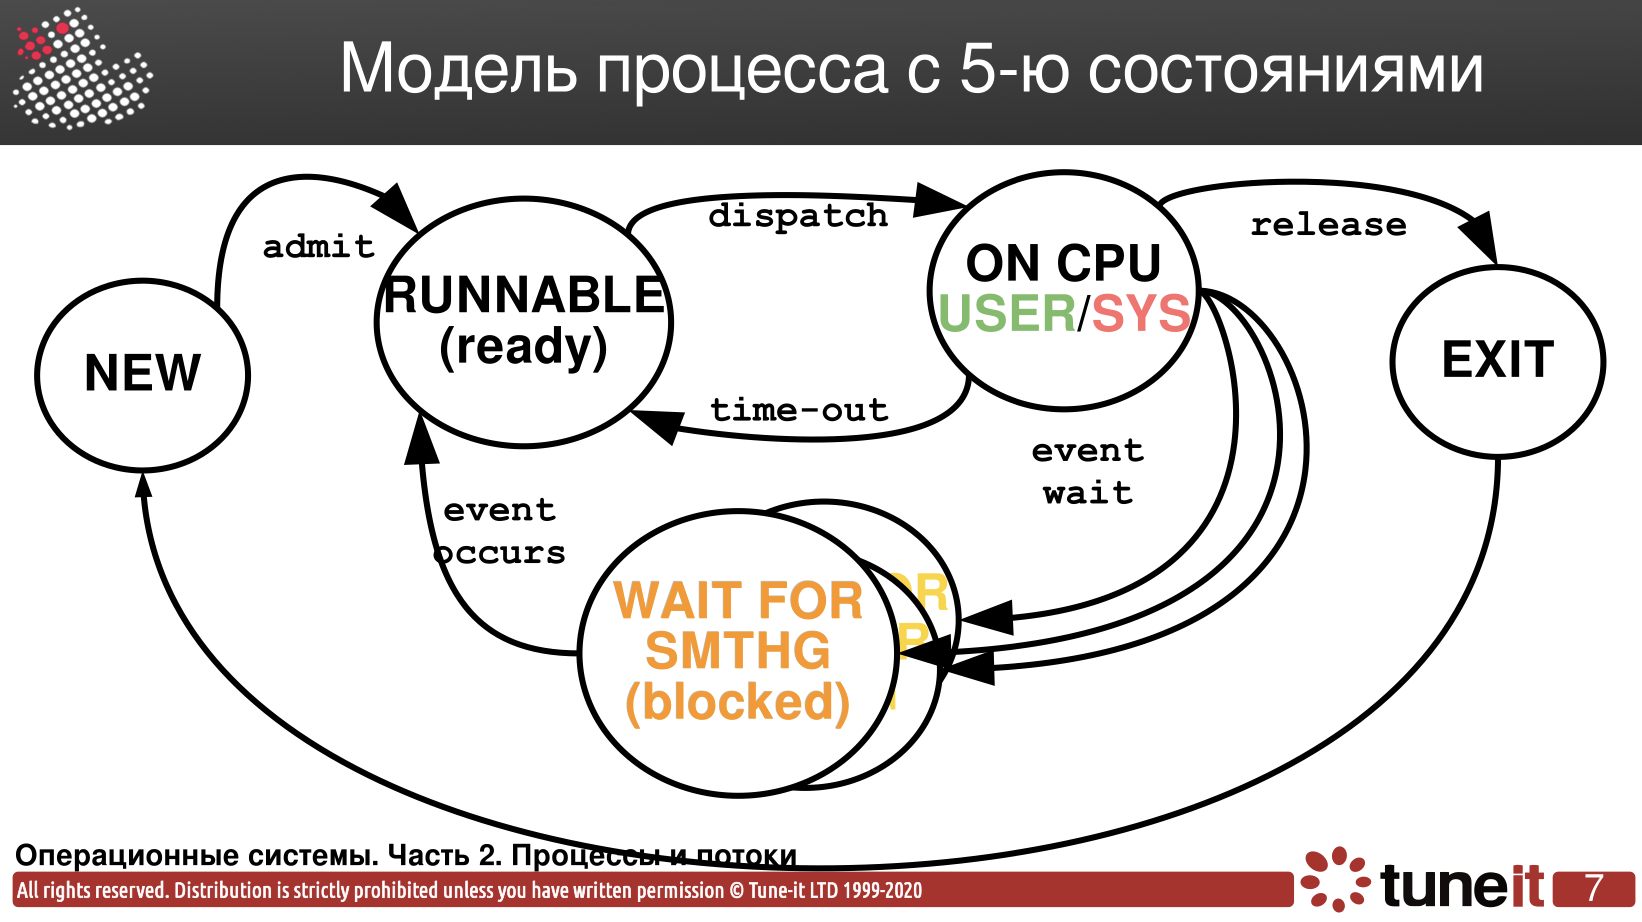 Модель процесса с 5-ю состояниями
admit
dispatch
release
NEW
RUNNABLE
(ready)
ON CPU
USER/SYS
EXIT
time-out
event
wait
event
occurs
WAIT FOR
SMTHG
(blocked)
OR
P
Операционные системы. Часть 2. Процессы и потоки
All rights reserved. Distribution is strictly prohibited unless you have written permission © Tune-it LTD 1999-2020
tuneit
7